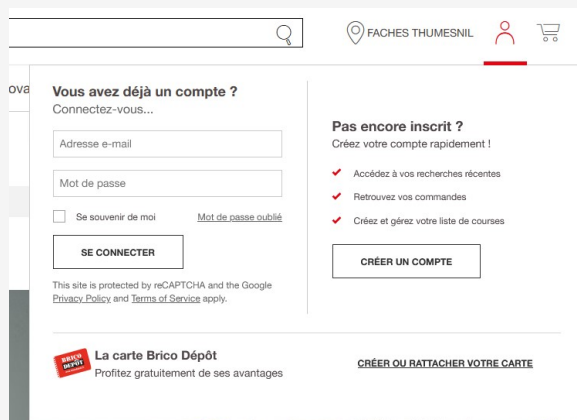 FACHES THUMESNIL
ova
Vous avez déjà un compte ?
Connectez-vous...
Adresse e-mail
Mot de passe
Se souvenir de moi
Mot de passe oublié
SE CONNECTER
This site is protected by reCAPTCHA and the Google
Privacy Policy and Terms of Service apply.
Pas encore inscrit ?
Créez votre compte rapidement !
Accédez à vos recherches récentes
Retrouvez vos commandes
Créez et gérez votre liste de courses
CRÉER UN COMPTE
BRICO
DEPÔT
La carte Brico Dépôt
Profitez gratuitement de ses avantages
CRÉER OU RATTACHER VOTRE CARTE